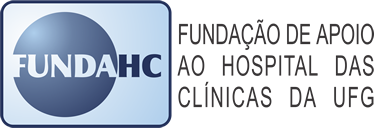 FUNDAHC
FUNDAÇÃO DE APOIO
AO HOSPITAL DAS
CLÍNICAS DA UFG